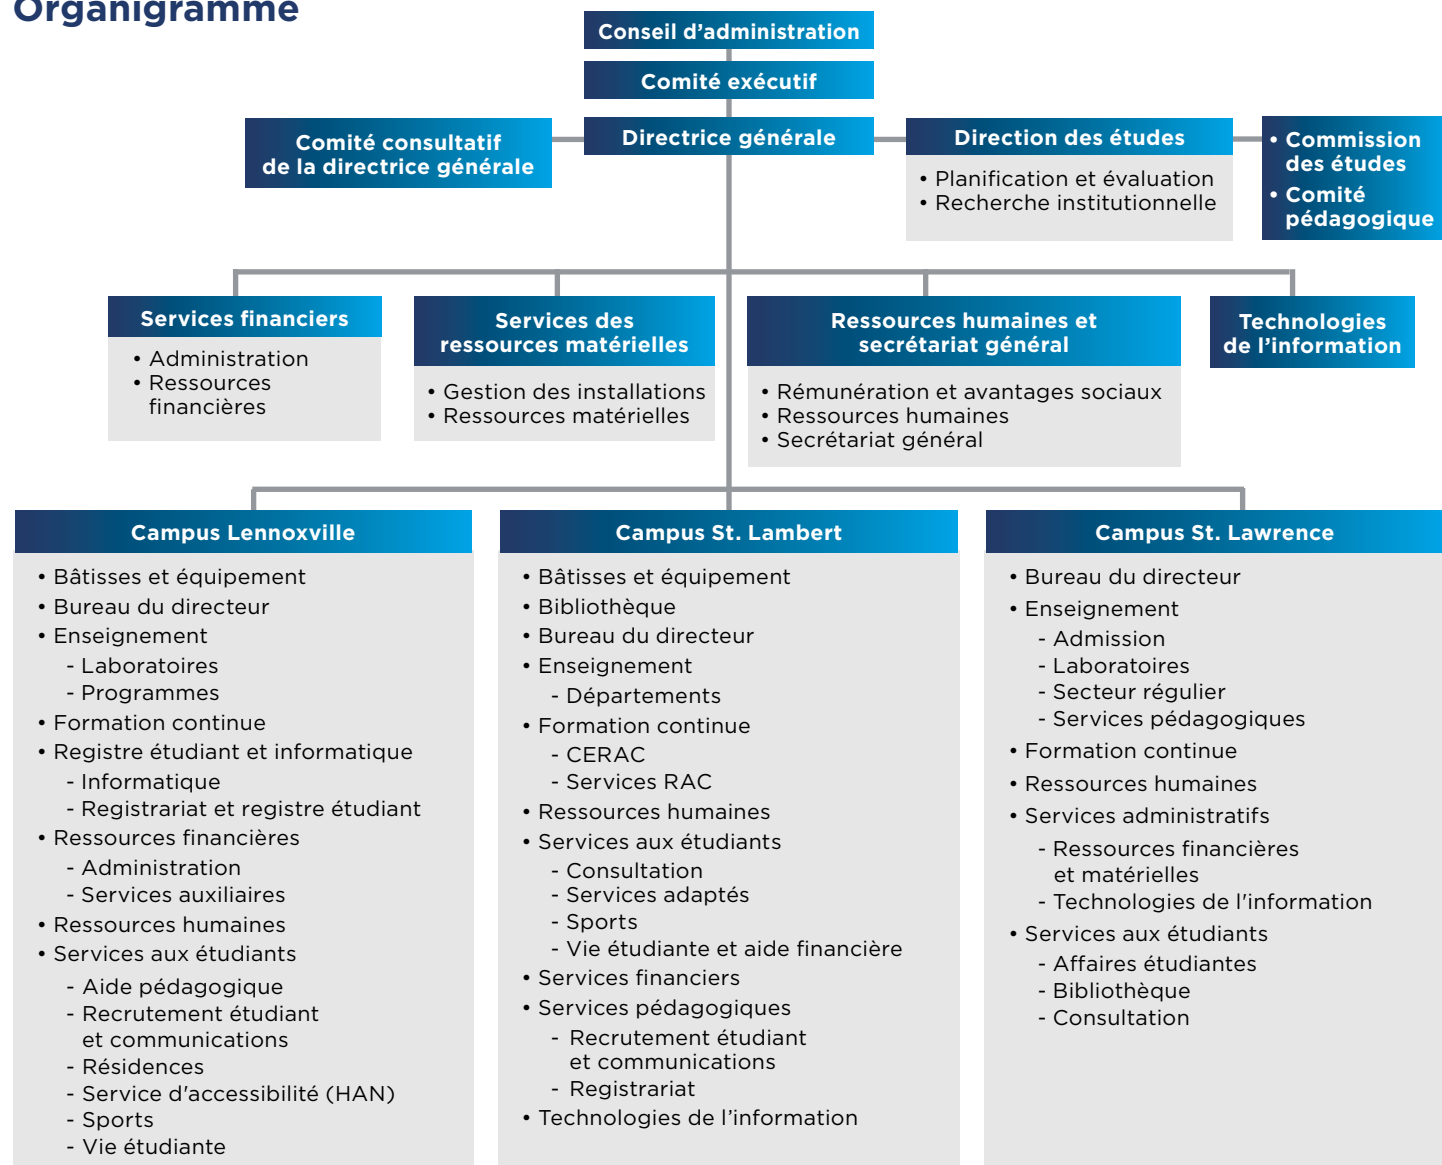 Organigramme
Conseil d’administration
Comité exécutif
Comité consultatif
de la directrice générale
Directrice générale
Direction des études
• Planification et évaluation
• Recherche institutionnelle
• Commission
des études
• Comité
pédagogique
Services financiers
• Administration
• Ressources
financières
Services des
ressources matérielles
• Gestion des installations
• Ressources matérielles
Ressources humaines et
secrétariat général
• Rémunération et avantages sociaux
• Ressources humaines
• Secrétariat général
Technologies
de l’information
Campus Lennoxville
• Bâtisses et équipement
• Bureau du directeur
• Enseignement
- Laboratoires
- Programmes
• Formation continue
• Registre étudiant et informatique
- Informatique
- Registrariat et registre étudiant
• Ressources financières
- Administration
- Services auxiliaires
• Ressources humaines
• Services aux étudiants
- Aide pédagogique
- Recrutement étudiant
et communications
- Résidences
- Service d'accessibilité (HAN)
- Sports
- Vie étudiante
Campus St. Lambert
• Bâtisses et équipement
• Bibliothèque
• Bureau du directeur
• Enseignement
- Départements
• Formation continue
- CERAC
- Services RAC
• Ressources humaines
• Services aux étudiants
- Consultation
- Services adaptés
- Sports
- Vie étudiante et aide financière
• Services financiers
• Services pédagogiques
- Recrutement étudiant
et communications
- Registrariat
• Technologies de l’information
Campus St. Lawrence
• Bureau du directeur
• Enseignement
- Admission
- Laboratoires
- Secteur régulier
- Services pédagogiques
• Formation continue
• Ressources humaines
• Services administratifs
- Ressources financières
et matérielles
- Technologies de l'information
• Services aux étudiants
- Affaires étudiantes
- Bibliothèque
- Consultation